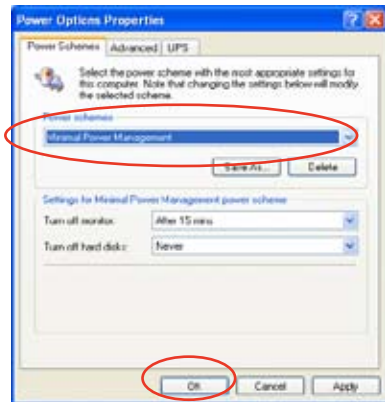 Power Options Properties
Power Schemes Advanced UPS
Select the power scheme with the most appropriate settings for
this computer. Note that changing the settings below will modify
the selected scheme.
Power schemes
Minimal Power Management
Save As... Delete
Settings for Minimal Power Management power scheme
Turn off monitor: After 15 mins
Turn off hard disks: Never
OK Cancel Apply